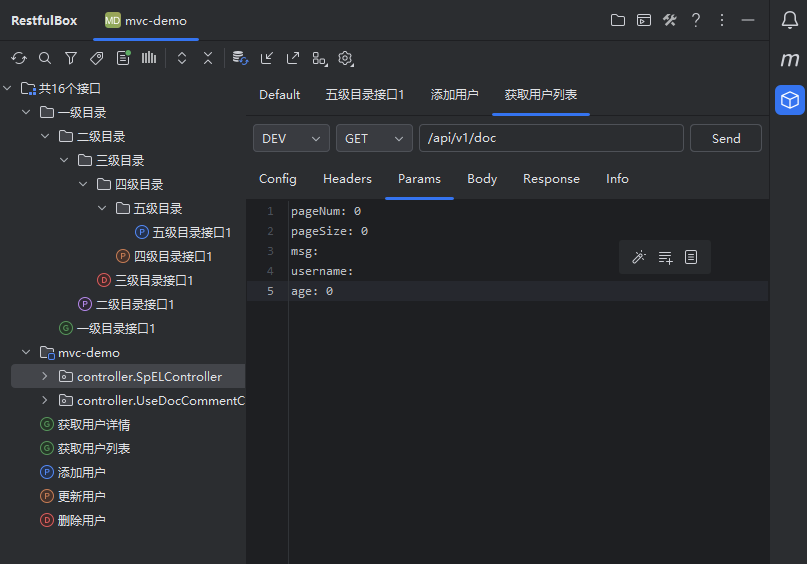 RestfulBox
MD mvc-demo
共16个接口
一级目录
二级目录
三级目录
四级目录
五级目录
P 五级目录接口1
P 四级目录接口1
D 三级目录接口1
P 二级目录接口1
G 一级目录接口1
mvc-demo
controller.SpELController
controller.UseDocCommentC
G 获取用户详情
G 获取用户列表
P 添加用户
P 更新用户
D 删除用户
Default 五级目录接口1 添加用户 获取用户列表
DEV GET /api/v1/doc Send
Config Headers Params Body Response Info
1 pageNum: 0
2 pageSize: 0
3 msg:
4 username:
5 age: 0
m